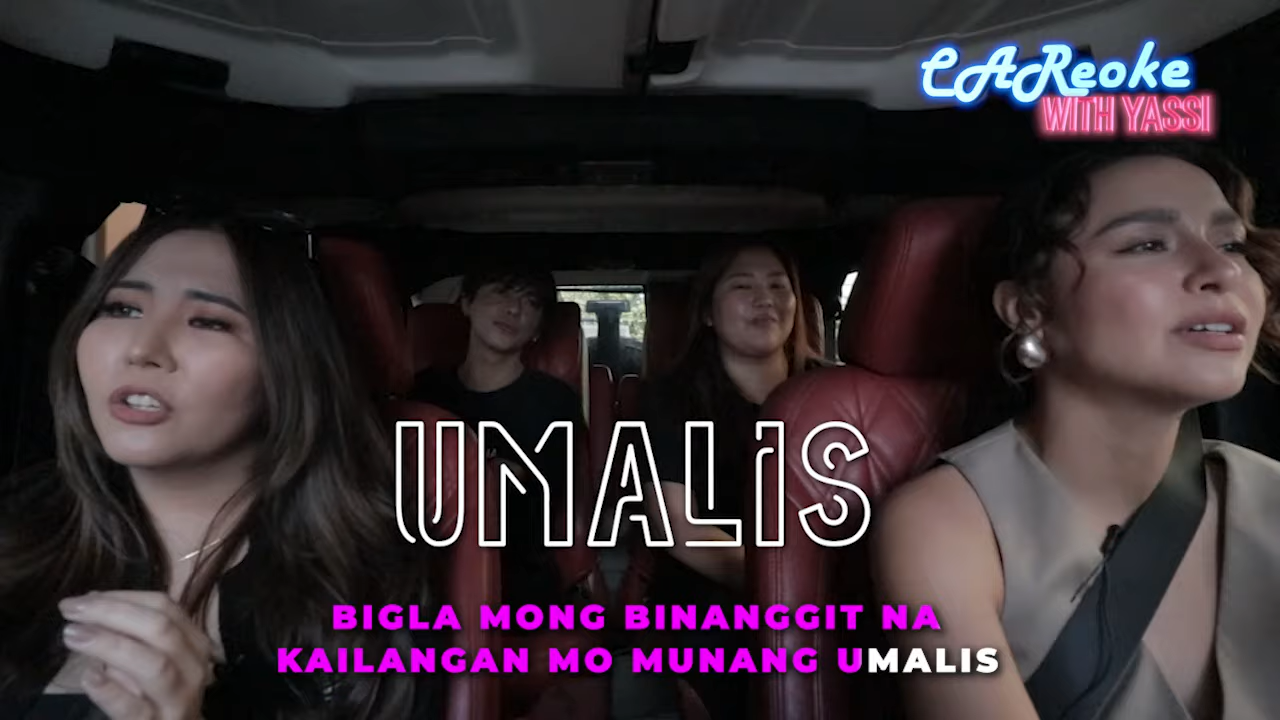 CAReoke
WITH YASSI
UMALIS
BIGLA MONG BINANGGIT NA
KAILANGAN MO MUNANG UMALIS